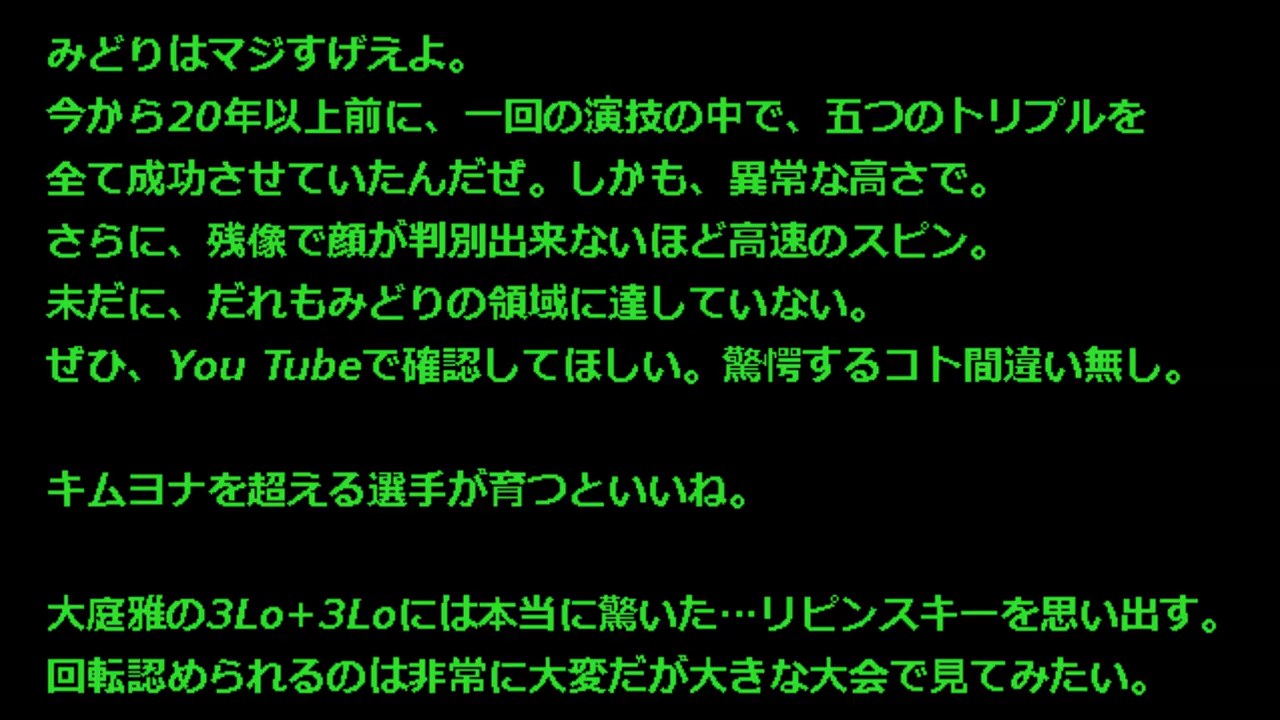 みどりはマジすげえよ。
今から20年以上前に、一回の演技の中で、五つのトリプルを
全て成功させていたんだぜ。しかも、異常な高さで。
さらに、残像で顔が判別出来ないほど高速のスピン。
未だに、だれもみどりの領域に達していない。
ぜひ、You Tubeで確認してほしい。驚愕するコト間違い無し。
キムヨナを超える選手が育つといいね。
大庭雅の3Lo+3Loには本当に驚いた…リピンスキーを思い出す。
回転認められるのは非常に大変だが大きな大会で見てみたい。